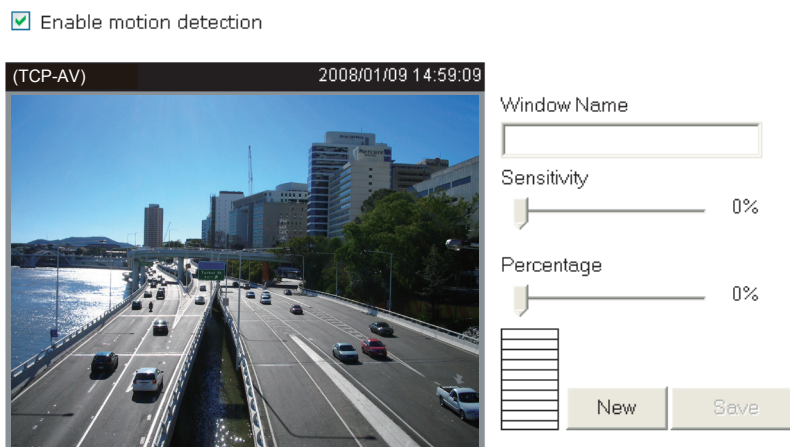 Enable motion detection
(TCP-AV) 2008/01/09 14:59:09
Window Name
Sensitivity
0%
Percentage
0%
New Save